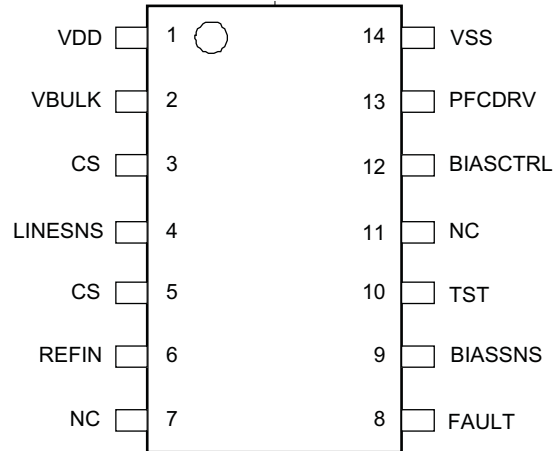 VDD 1 14 VSS
VBULK 2 13 PFCDRV
CS 3 12 BIASCTRL
LINESNS 4 11 NC
CS 5 10 TST
REFIN 6 9 BIASSNS
NC 7 8 FAULT